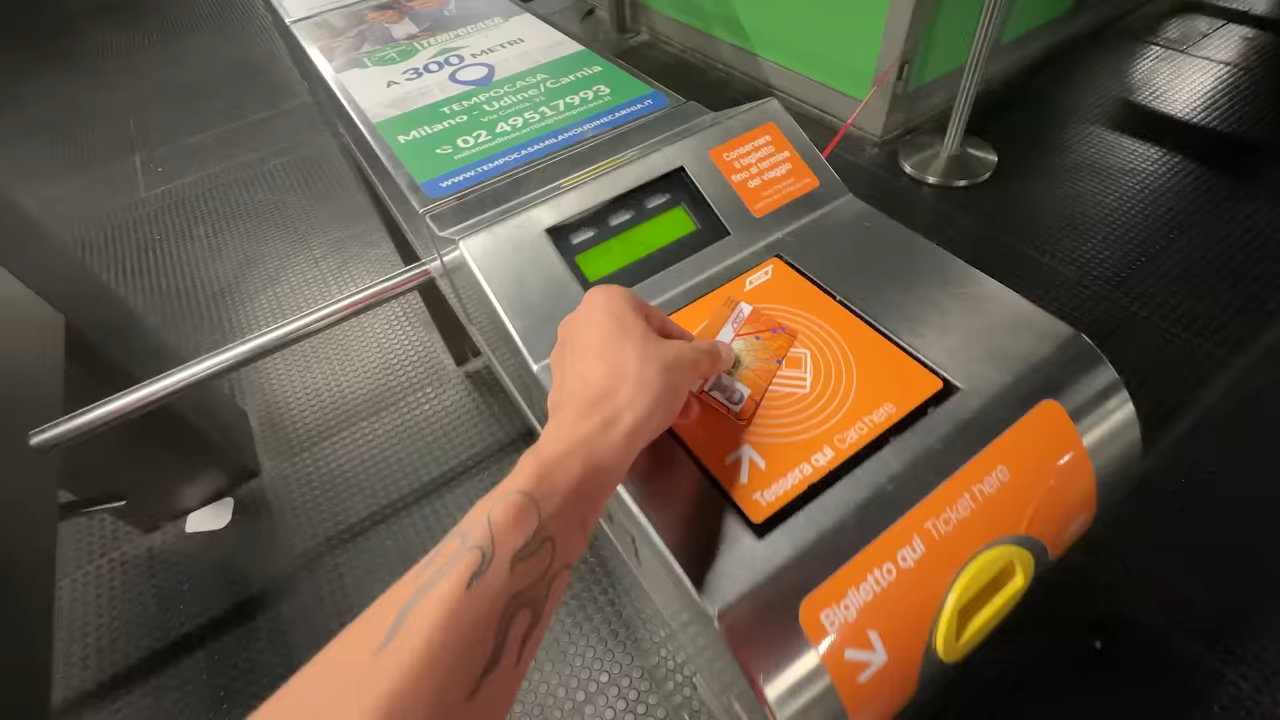 TEMPOCASA
A 300 METRI
TEMPOCASA
Milano - Udine/Carnia
Via Carnia, 31
02 49517993
milanoudinecarnia@tempocasa.it
WWW.TEMPOCASAMILANOUDINECARNIA.IT
Conservare
il biglietto
fino al termine
del viaggio
Tessera qui Card here
Biglietto qui Ticket here